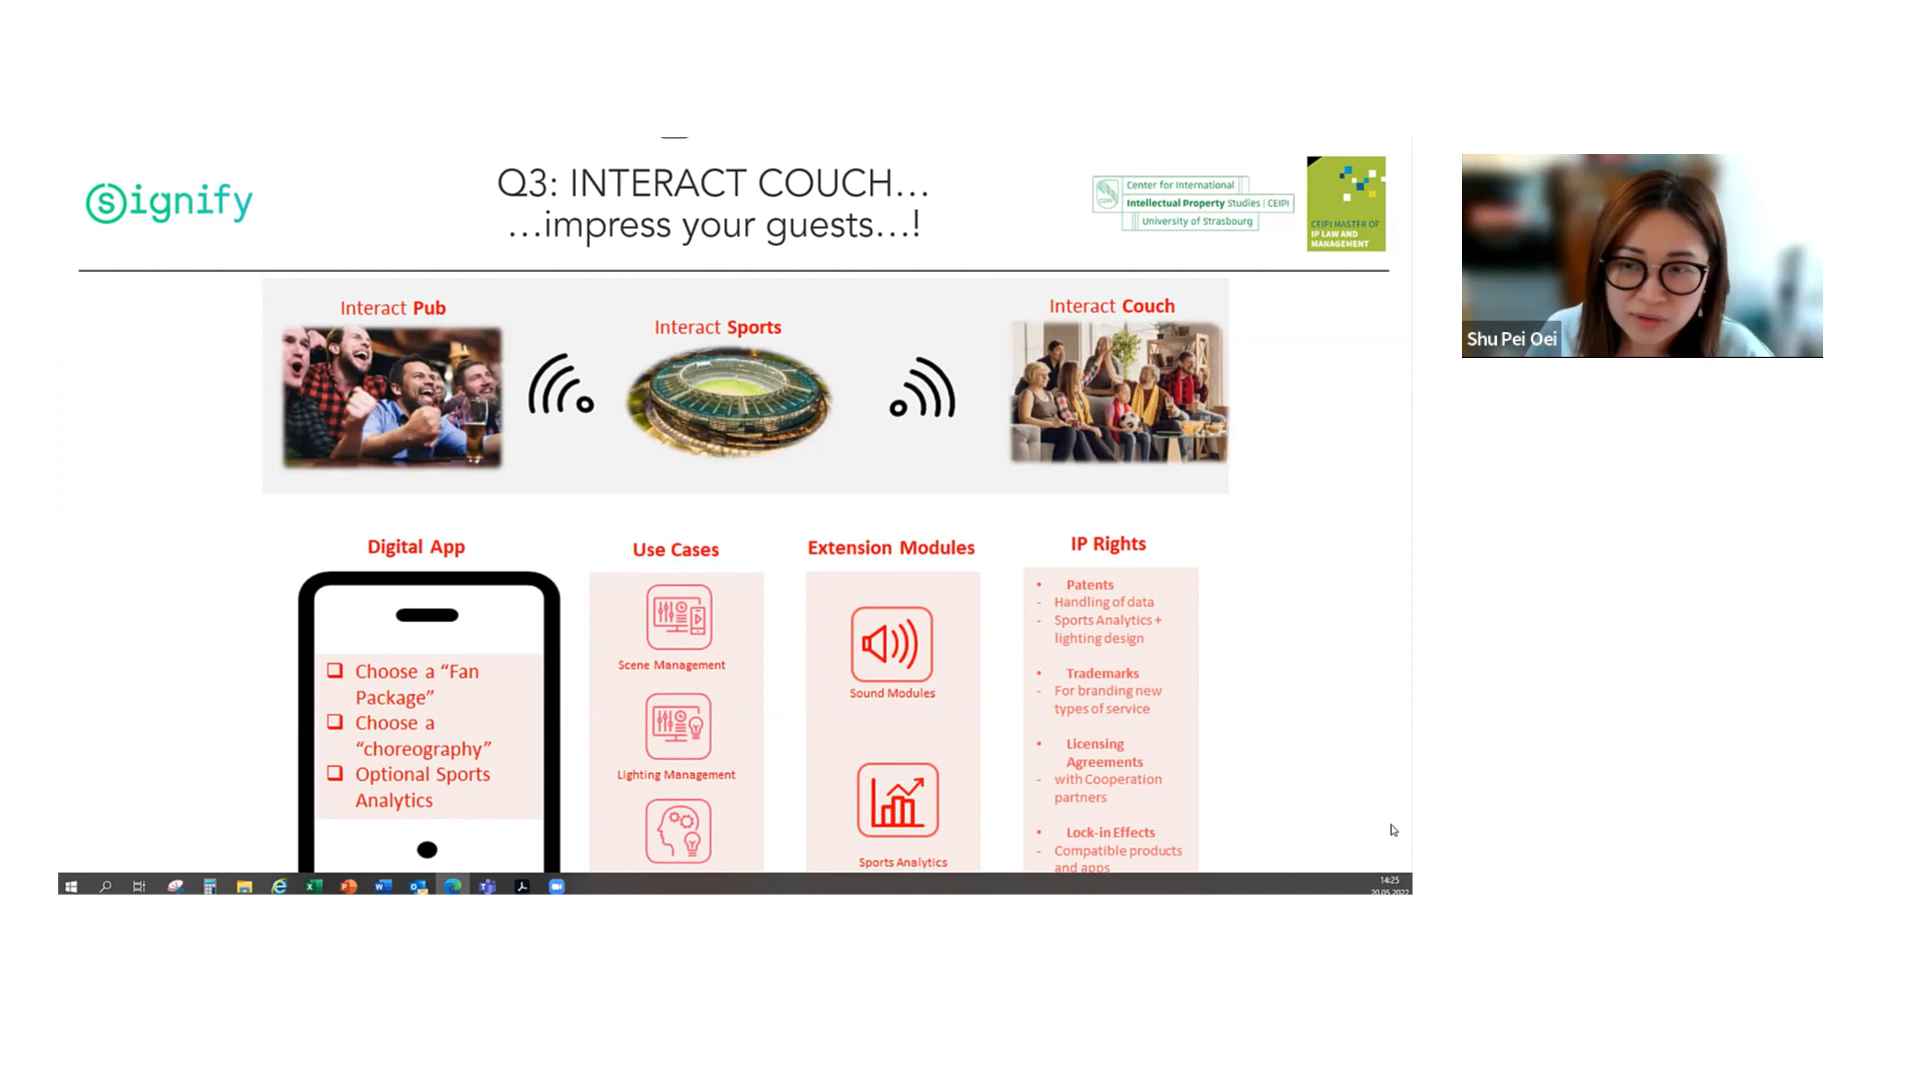 signify
Q3: INTERACT COUCH...
...impress your guests...!
Center for International
Intellectual Property Studies | CEIPI
University of Strasbourg
CEIPI MASTER OF
IP LAW AND
MANAGEMENT
Interact Pub
Interact Sports
Interact Couch
Shu Pei Oei
Digital App
❑ Choose a “Fan
Package”
❑ Choose a
“choreography”
❑ Optional Sports
Analytics
Use Cases
Scene Management
Lighting Management
Extension Modules
Sound Modules
Sports Analytics
IP Rights
• Patents
- Handling of data
- Sports Analytics +
lighting design
• Trademarks
- For branding new
types of service
• Licensing
Agreements
- with Cooperation
partners
• Lock-in Effects
- Compatible products
and apps
14:25
20.05.2022